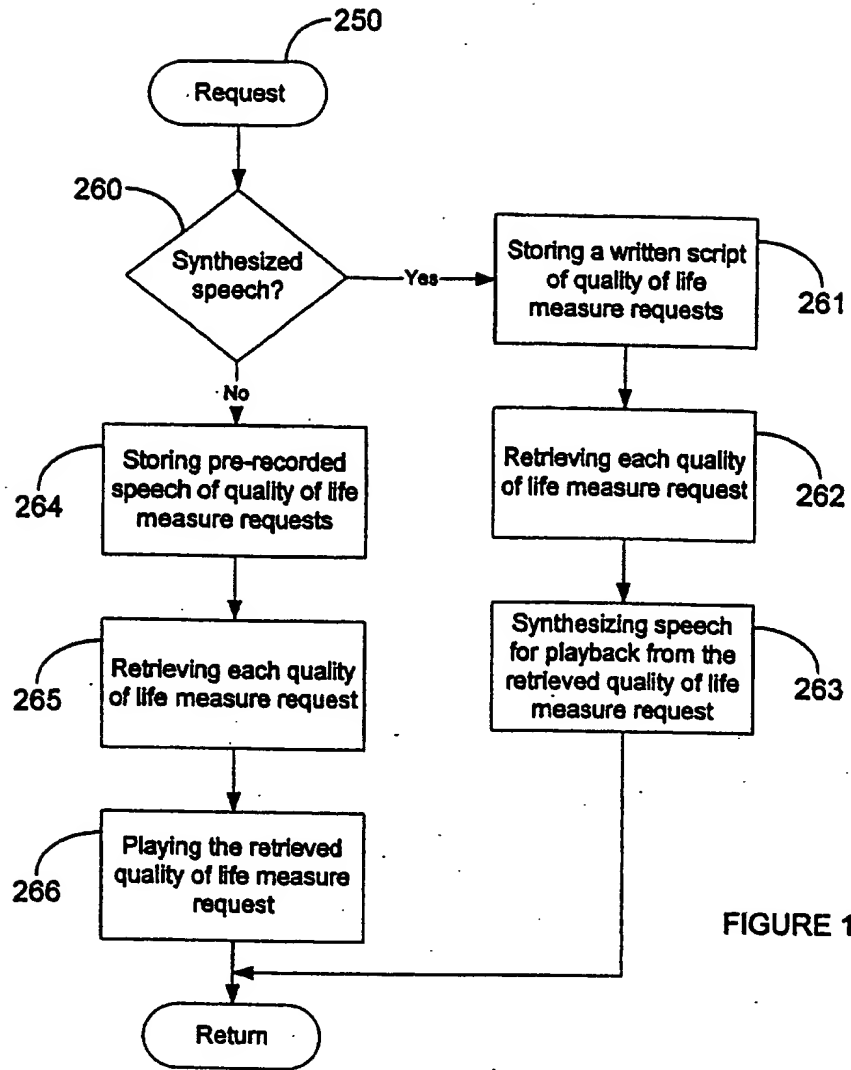 250
Request
260
Synthesized
speech?
Yes
Storing a written script
of quality of life
measure requests
261
No
264
Storing pre-recorded
speech of quality of life
measure requests
Retrieving each quality
of life measure request
262
265
Retrieving each quality
of life measure request
Synthesizing speech
for playback from the
retrieved quality of life
measure request
263
266
Playing the retrieved
quality of life measure
request
FIGURE 1
Return